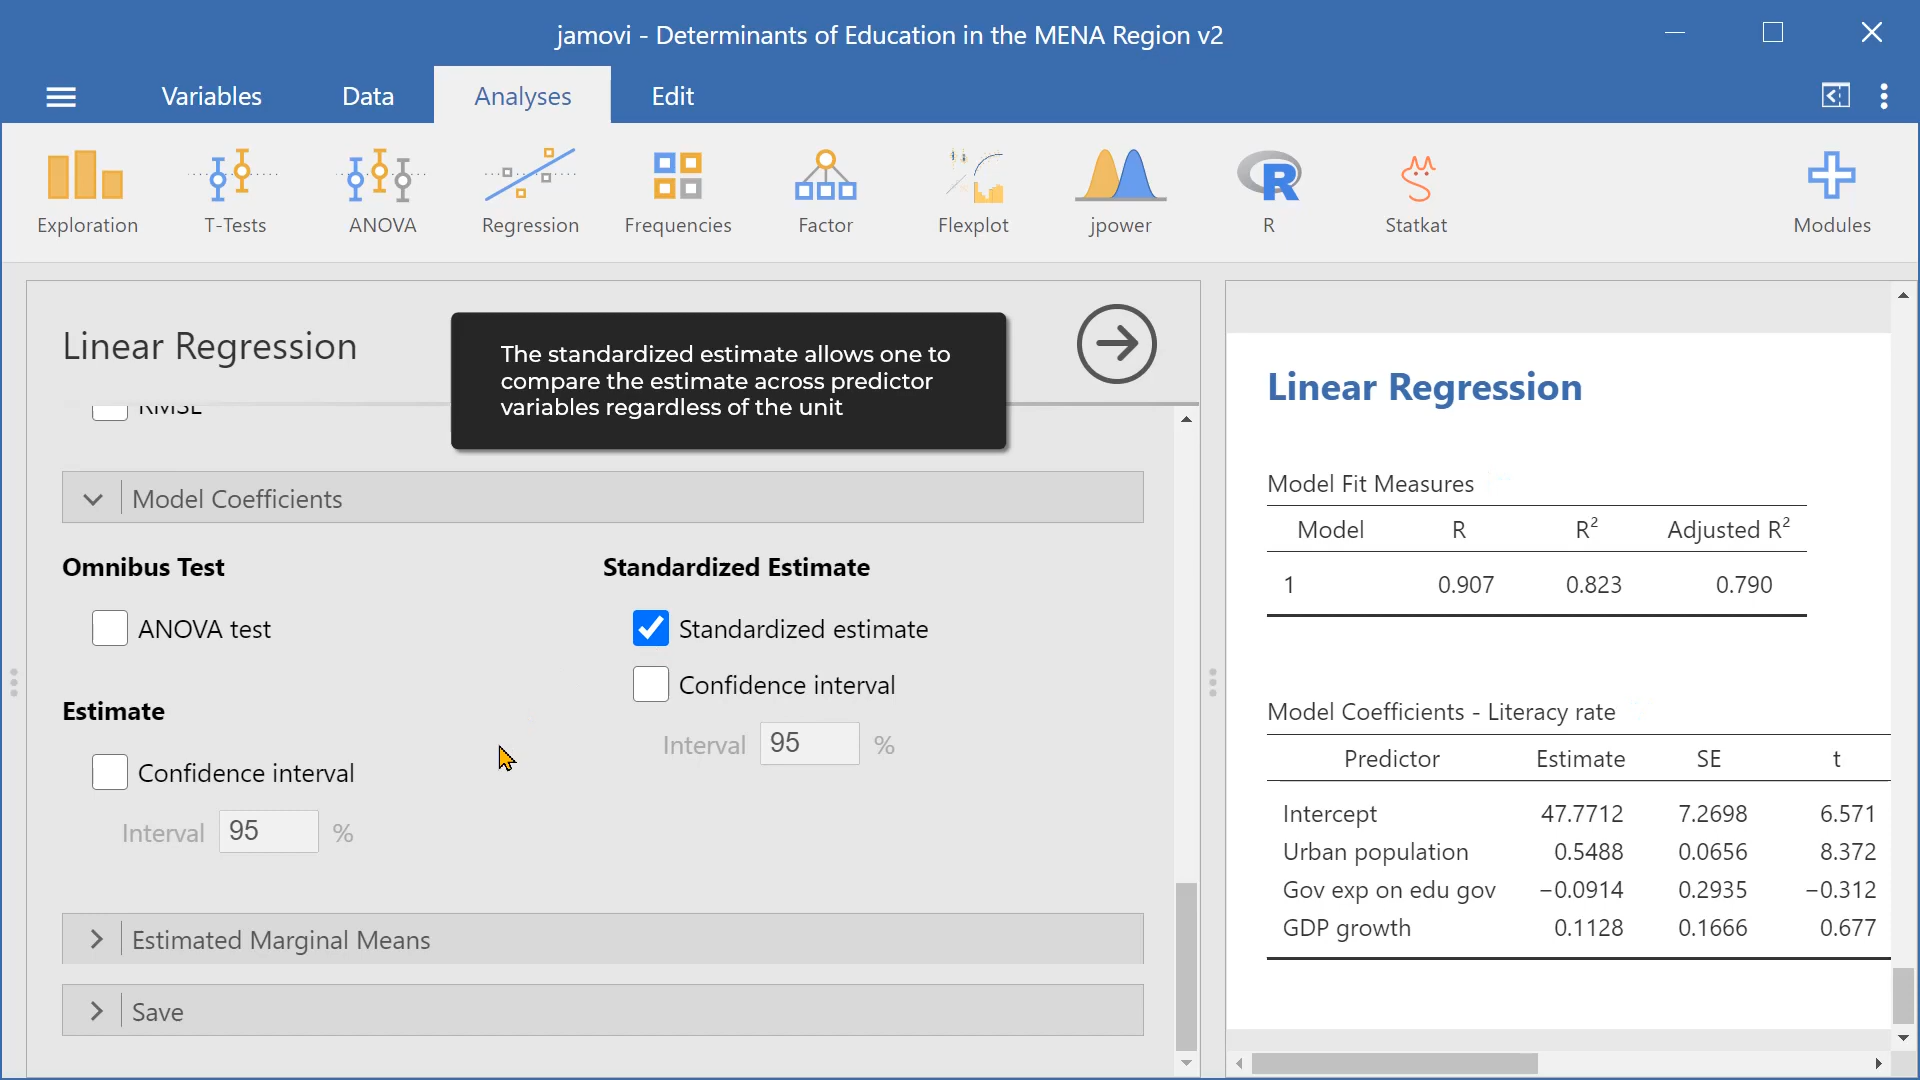 jamovi - Determinants of Education in the MENA Region v2
Variables Data Analyses Edit
Exploration T-Tests ANOVA Regression Frequencies Factor Flexplot jpower R Statkat Modules
Linear Regression
The standardized estimate allows one to
compare the estimate across predictor
variables regardless of the unit
RMSE
Model Coefficients
Omnibus Test
ANOVA test
Estimate
Confidence interval
Interval 95 %
Standardized Estimate
Standardized estimate
Confidence interval
Interval 95 %
Estimated Marginal Means
Save
Linear Regression
Model Fit Measures
Model R R² Adjusted R²
1 0.907 0.823 0.790
Model Coefficients - Literacy rate
Predictor Estimate SE t
Intercept 47.7712 7.2698 6.571
Urban population 0.5488 0.0656 8.372
Gov exp on edu gov −0.0914 0.2935 −0.312
GDP growth 0.1128 0.1666 0.677